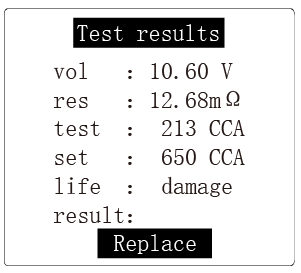 Test results
vol : 10.60 V
res : 12.68mΩ
test : 213 CCA
set : 650 CCA
life : damage
result:
Replace